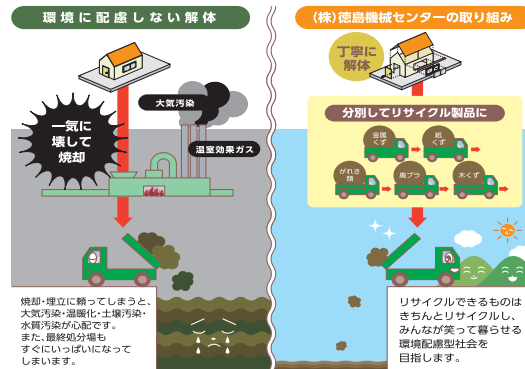 環境に配慮しない解体
(株)徳島機械センターの取り組み
大気汚染
温室効果ガス
一気に
壊して
焼却
焼却・埋立に頼ってしまうと、
大気汚染・温暖化・土壌汚染・
水質汚染が心配です。
また、最終処分場も
すぐにいっぱいになって
しまいます。
丁寧に
解体
分別してリサイクル製品に
金属
くず
紙
くず
がれき
類
廃プラ
木くず
リサイクルできるものは
きちんとリサイクルし、
みんなが笑って暮らせる
環境配慮型社会を
目指します。